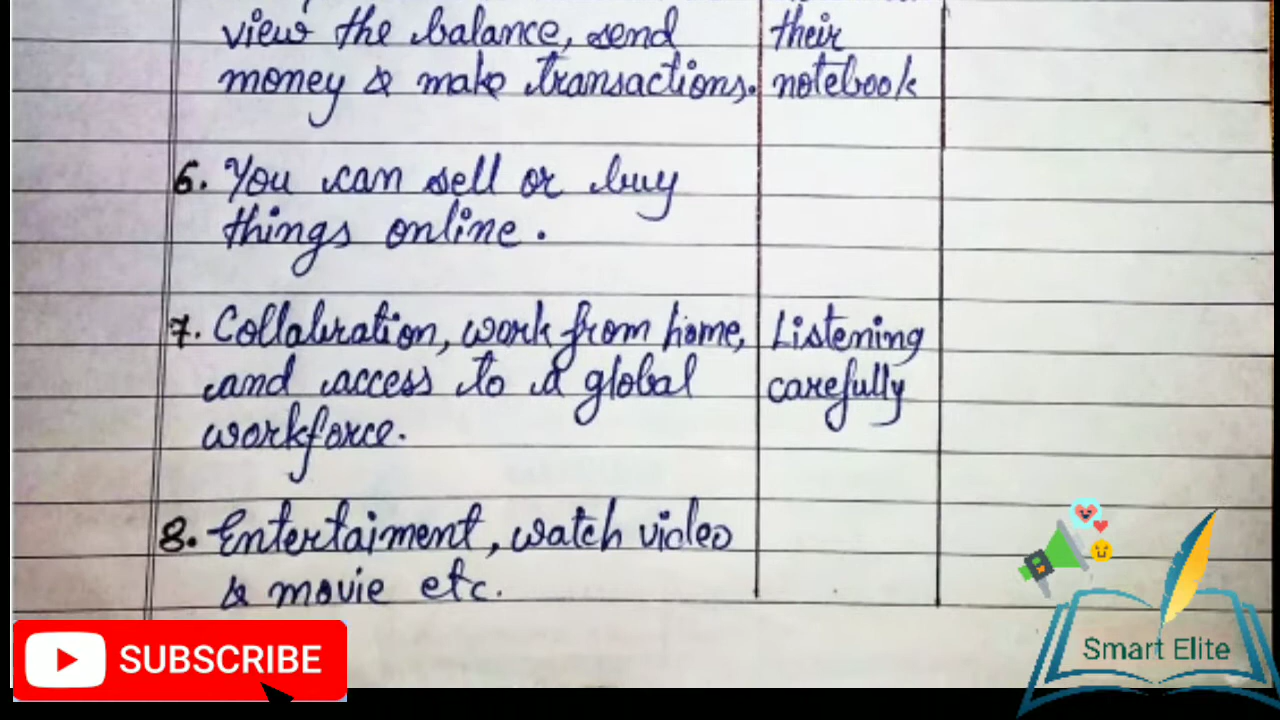 view the balance, send
money & make transactions.
their
notebook
6. You can sell or buy
things online.
7. Collabration, work from home,
and access to a global
workforce.
Listening
carefully
8. Entertaiment, watch video
& movie etc.
SUBSCRIBE
Smart Elite